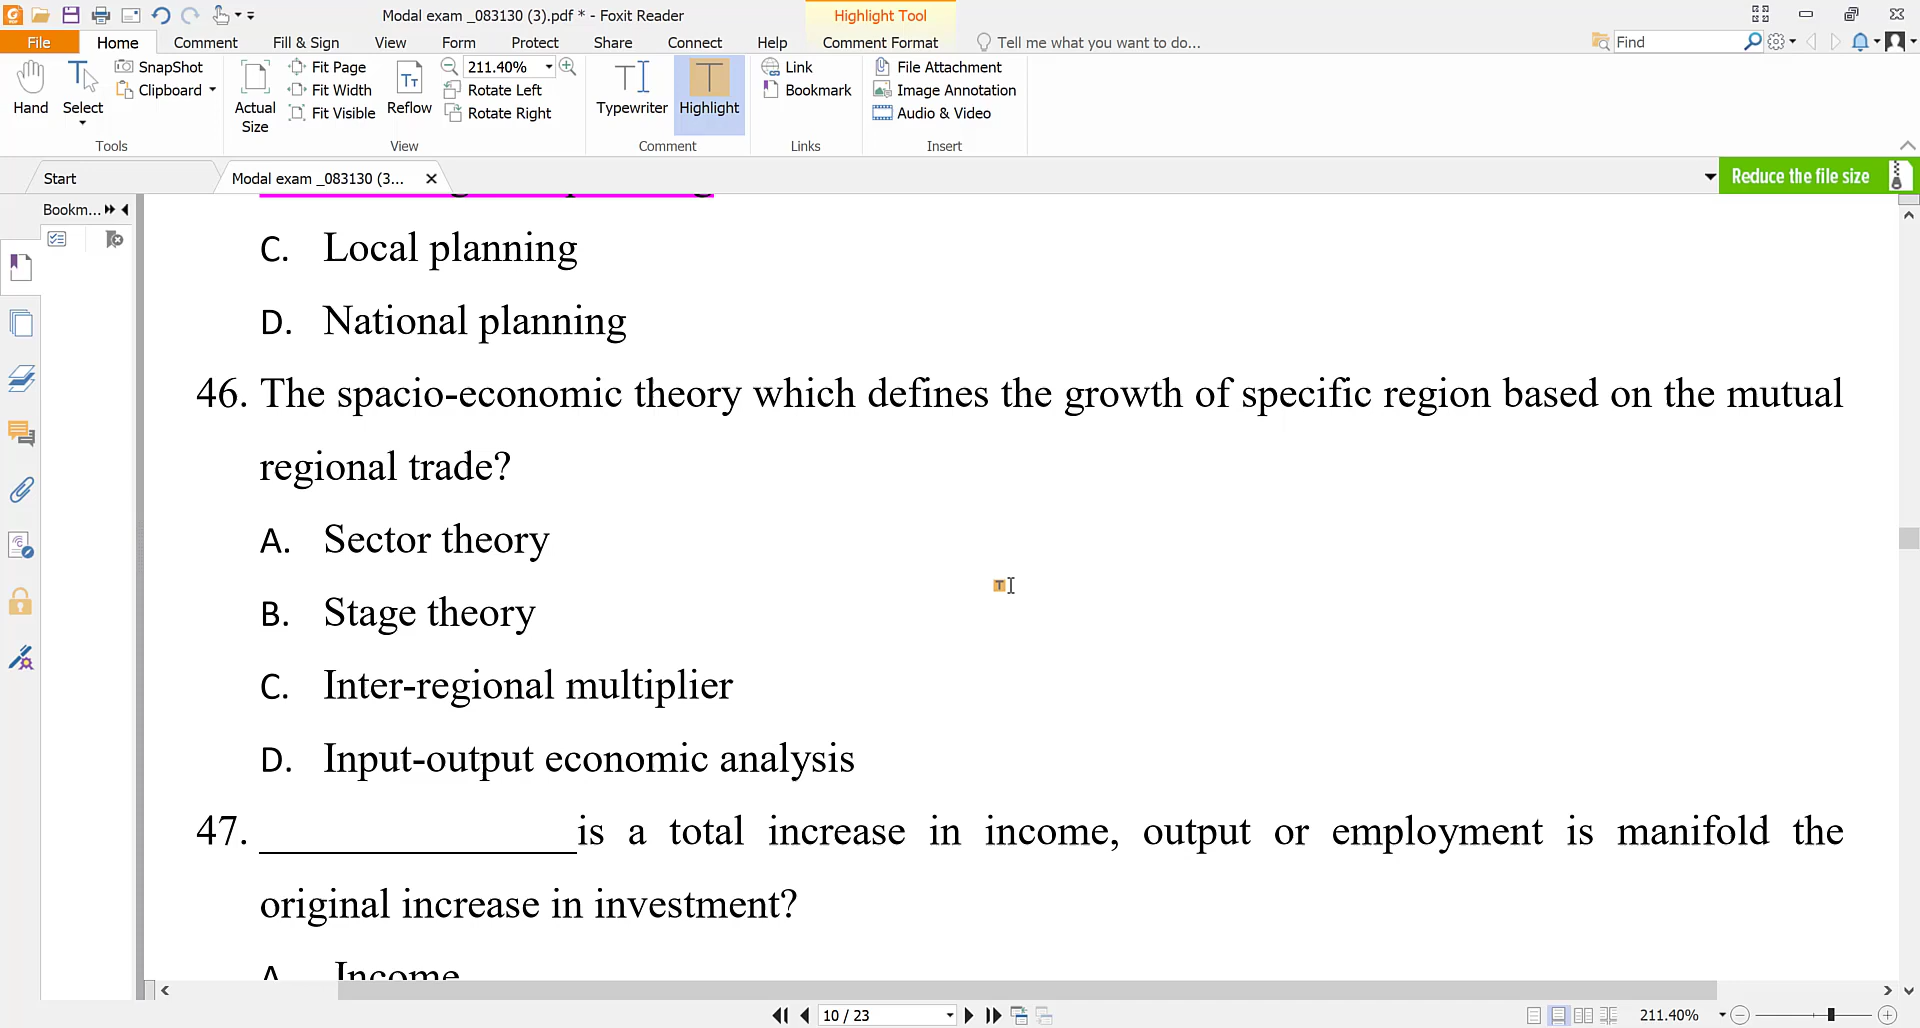 Modal exam _083130 (3).pdf * - Foxit Reader
Highlight Tool
File
Home
Comment
Fill & Sign
View
Form
Protect
Share
Connect
Help
Comment Format
Tell me what you want to do...
Find
Hand
Select
SnapShot
Clipboard
Tools
Actual Size
Fit Page
Fit Width
Fit Visible
Reflow
211.40%
Rotate Left
Rotate Right
View
Typewriter
Highlight
Comment
Link
Bookmark
Links
File Attachment
Image Annotation
Audio & Video
Insert
Start
Modal exam _083130 (3...
Reduce the file size
Bookm...
C. Local planning
D. National planning
46. The spacio-economic theory which defines the growth of specific region based on the mutual
regional trade?
A. Sector theory
B. Stage theory
C. Inter-regional multiplier
D. Input-output economic analysis
47. _______________is a total increase in income, output or employment is manifold the
original increase in investment?
A. Income
10 / 23
211.40%